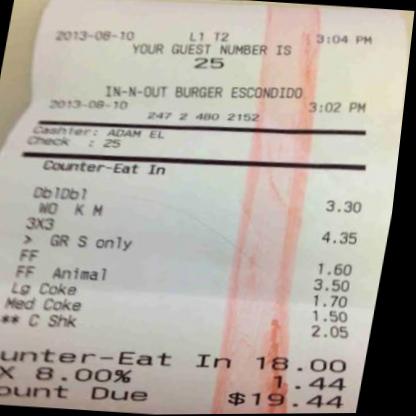 2013-08-10 L1 T2 3:04 PM
YOUR GUEST NUMBER IS
25
IN-N-OUT BURGER ESCONDIDO
2013-08-10 3:02 PM
247 2 480 2152
Cashier: ADAM EL
Check : 25
Counter-Eat In
DblDbl 3.30
WO K M
3X3 4.35
> GR S only
FF 1.60
FF Animal 3.50
Lg Coke 1.70
Med Coke 1.50
** C Shk 2.05
unter-Eat In 18.00
X 8.00% 1.44
ount Due $19.44